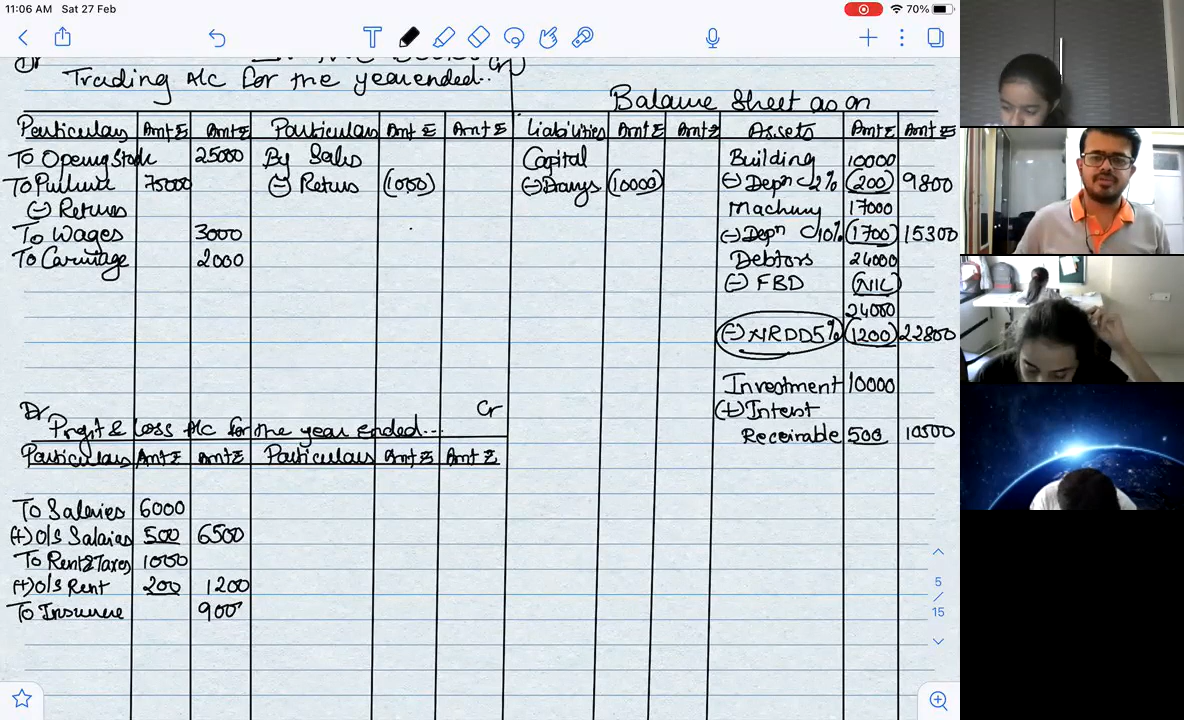 11:06 AM Sat 27 Feb
70%
Dr Cr
Trading A/c for the year ended..
Particulars Amt ₹ Amt ₹ Particulars Amt ₹ Amt ₹
To Opening Stock 25000 By Sales
To Purchase 75000 (-) Returns (1000)
(-) Returns
To Wages 3000
To Carriage 2000
Balance Sheet as on
Liabilities Amt ₹ Amt ₹ Assets Amt ₹ Amt ₹
Capital Building 10000
(-) Draws (10000) (-) Depn 2% (200) 9800
Machinery 17000
(-) Depn 10% (1700) 15300
Debtors 24000
(-) FBD (NIL)
24000
(-) NRDD 5% (1200) 22800
Investment 10000
(+) Interest
Receivable 500 10500
Dr Cr
Profit & Loss A/c for the year ended...
Particulars Amt ₹ Amt ₹ Particulars Amt ₹ Amt ₹
To Salaries 6000
(+) O/S Salaries 500 6500
To Rent & Taxes 1000
(+) O/S Rent 200 1200
To Insurance 900
5
/
15